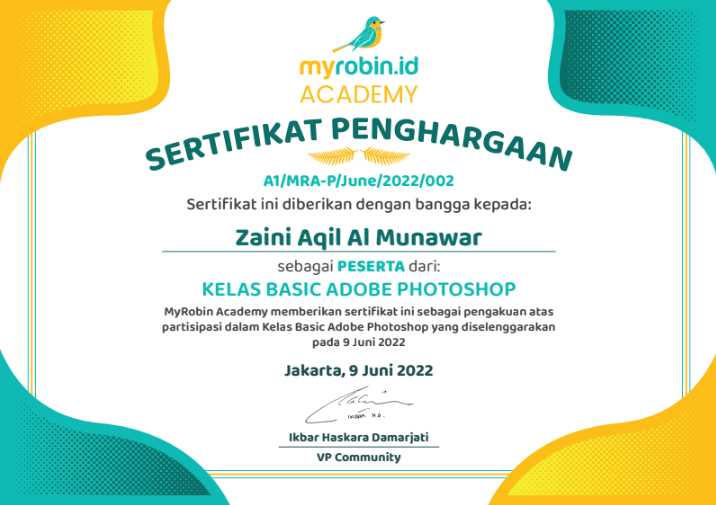 myrobin.id
ACADEMY
SERTIFIKAT PENGHARGAAN
A1/MRA-P/June/2022/002
Sertifikat ini diberikan dengan bangga kepada:
Zaini Aqil Al Munawar
sebagai PESERTA dari:
KELAS BASIC ADOBE PHOTOSHOP
MyRobin Academy memberikan sertifikat ini sebagai pengakuan atas
partisipasi dalam Kelas Basic Adobe Photoshop yang diselenggarakan
pada 9 Juni 2022
Jakarta, 9 Juni 2022
IKBAR H.D.
Ikbar Haskara Damarjati
VP Community